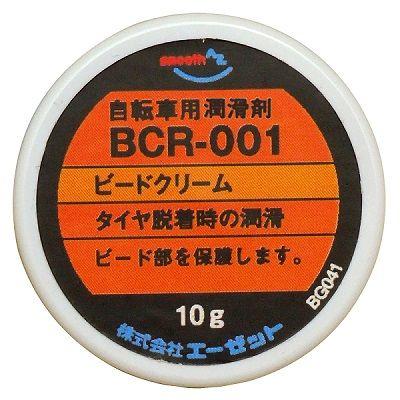 smooth AZ
自転車用潤滑剤
BCR-001
ビードクリーム
タイヤ脱着時の潤滑
ビード部を保護します。
BG041
10g
株式会社エーゼット